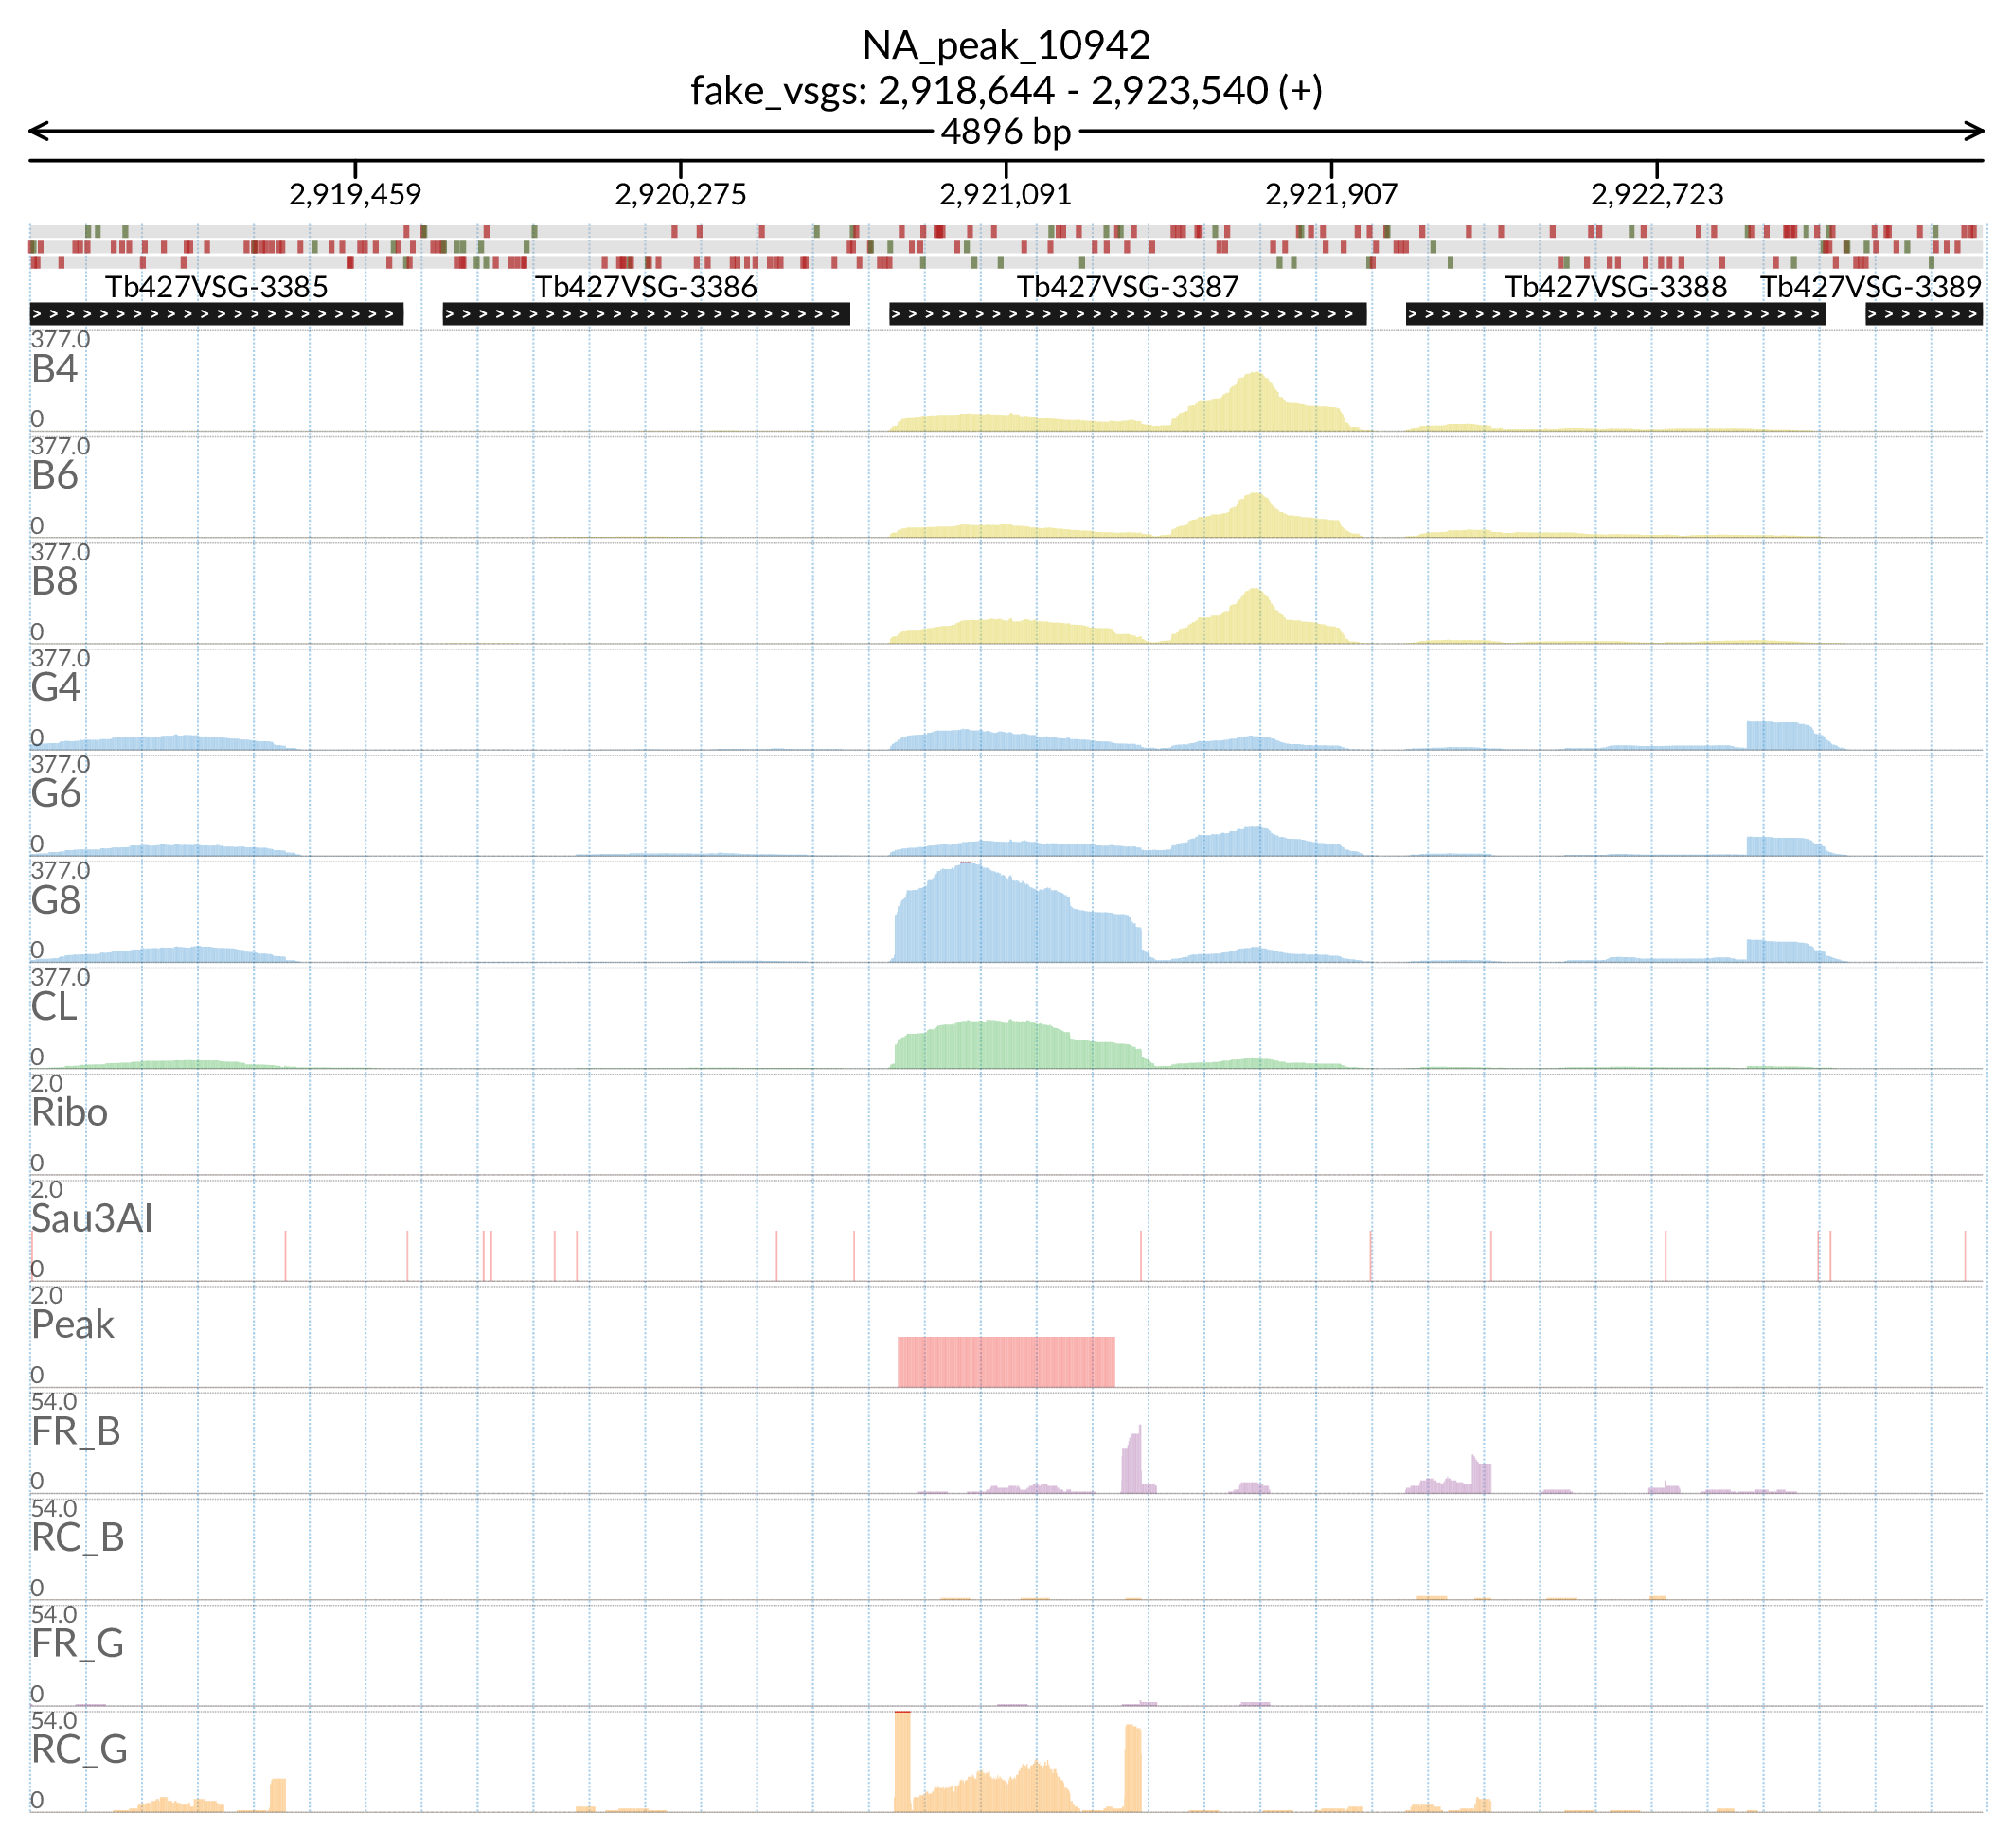 NA_peak_10942
fake_vsgs: 2,918,644 - 2,923,540 (+)
4896 bp
2,919,459 2,920,275 2,921,091 2,921,907 2,922,723
Tb427VSG-3385 Tb427VSG-3386 Tb427VSG-3387 Tb427VSG-3388 Tb427VSG-3389
377.0
B4
0
377.0
B6
0
377.0
B8
0
377.0
G4
0
377.0
G6
0
377.0
G8
0
377.0
CL
0
2.0
Ribo
0
2.0
Sau3AI
0
2.0
Peak
0
54.0
FR_B
0
54.0
RC_B
0
54.0
FR_G
0
54.0
RC_G
0